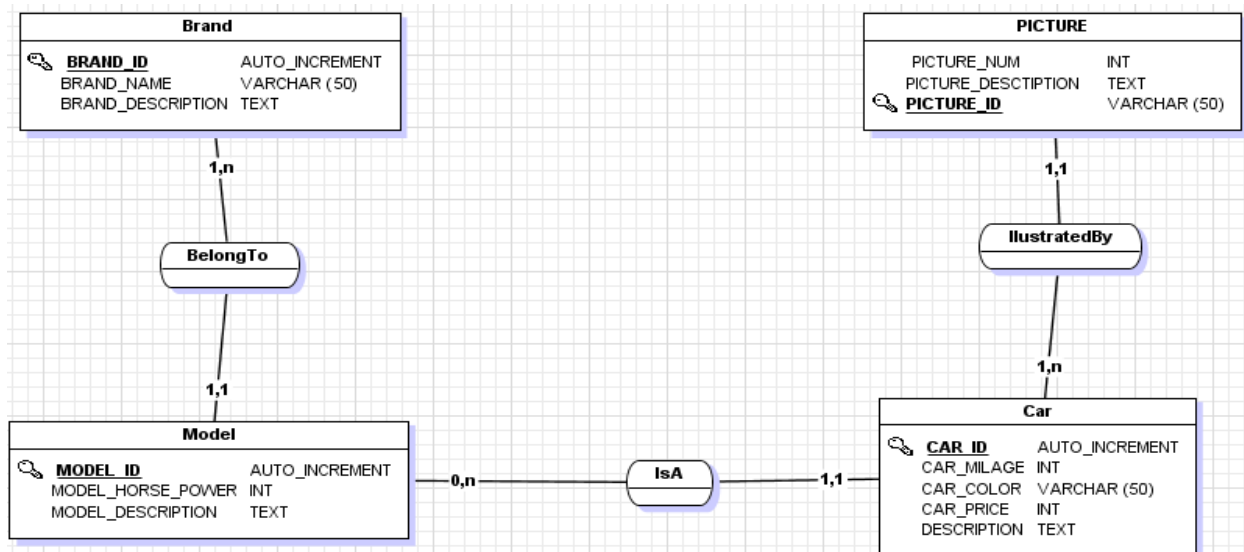 Brand
BRAND_ID AUTO_INCREMENT
BRAND_NAME VARCHAR (50)
BRAND_DESCRIPTION TEXT
PICTURE
PICTURE_NUM INT
PICTURE_DESCTIPTION TEXT
PICTURE_ID VARCHAR (50)
1,n
1,1
BelongTo
IlustratedBy
1,1
1,n
Model
MODEL_ID AUTO_INCREMENT
MODEL_HORSE_POWER INT
MODEL_DESCRIPTION TEXT
0,n
IsA
1,1
Car
CAR_ID AUTO_INCREMENT
CAR_MILAGE INT
CAR_COLOR VARCHAR (50)
CAR_PRICE INT
DESCRIPTION TEXT